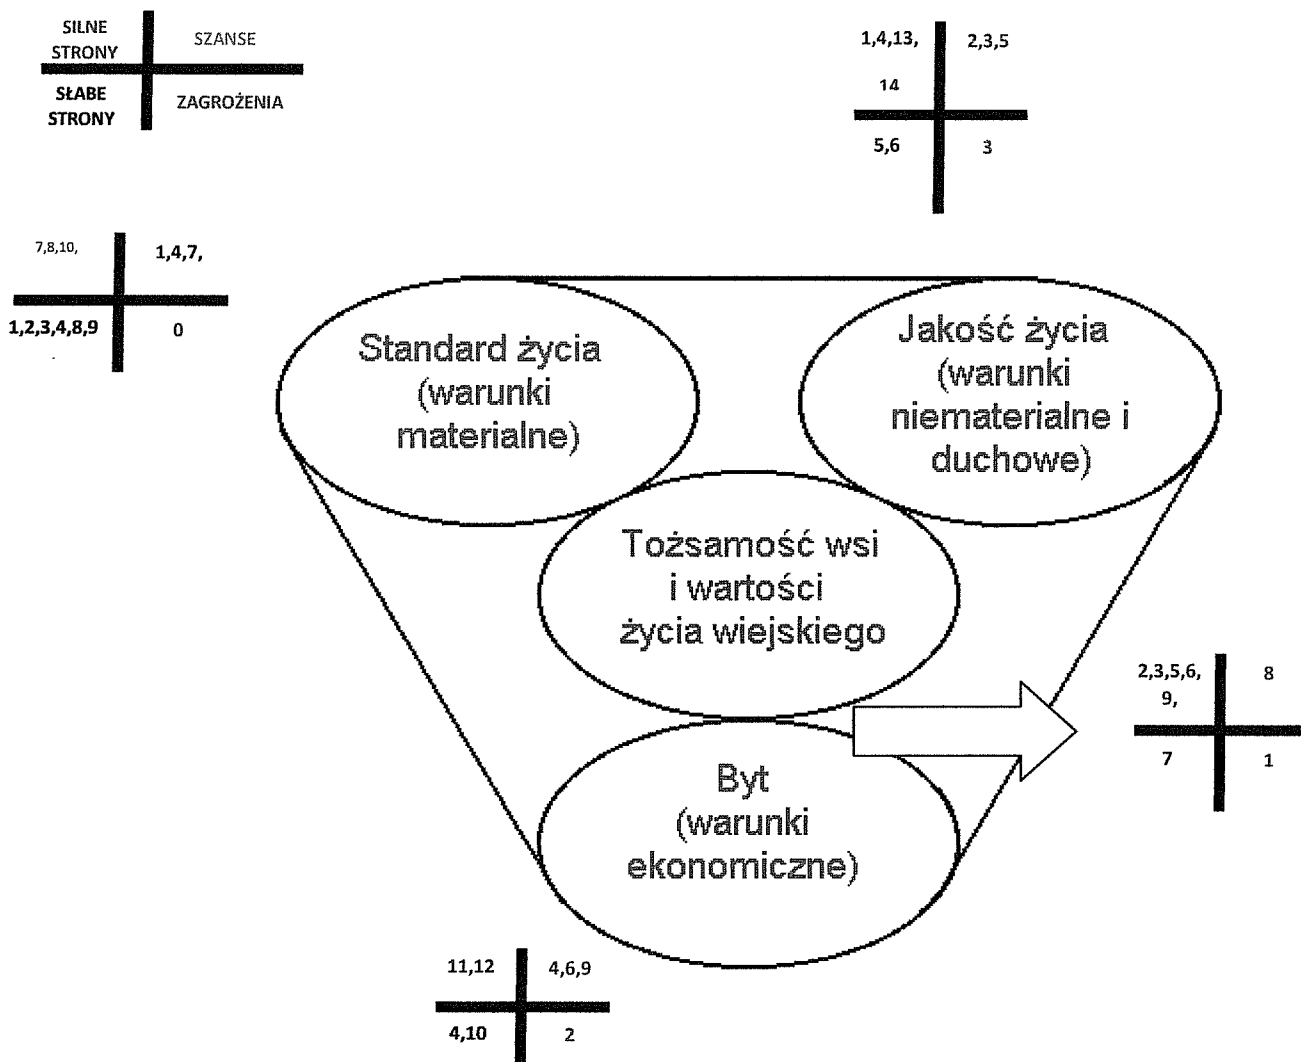 SILNE
STRONY
SZANSE
SŁABE
STRONY
ZAGROŻENIA
1,4,13,
14
2,3,5
5,6
3
7,8,10,
1,4,7,
1,2,3,4,8,9
0
Standard życia
(warunki
materialne)
Jakość życia
(warunki
niematerialne i
duchowe)
Tożsamość wsi
i wartości
życia wiejskiego
2,3,5,6,
9,
8
7
1
Byt
(warunki
ekonomiczne)
11,12
4,6,9
4,10
2